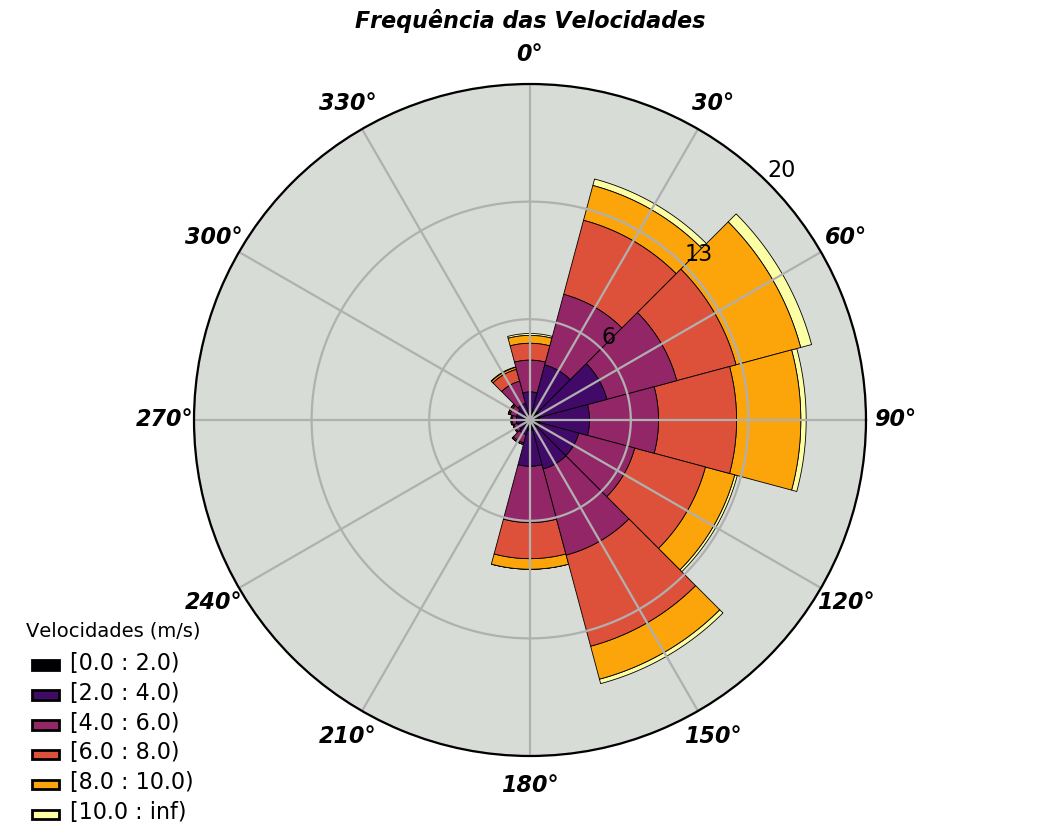 Frequência das Velocidades
0°
330°
30°
20
300°
60°
13
6
270°
90°
240°
120°
210°
150°
180°
Velocidades (m/s)
[0.0 : 2.0)
[2.0 : 4.0)
[4.0 : 6.0)
[6.0 : 8.0)
[8.0 : 10.0)
[10.0 : inf)